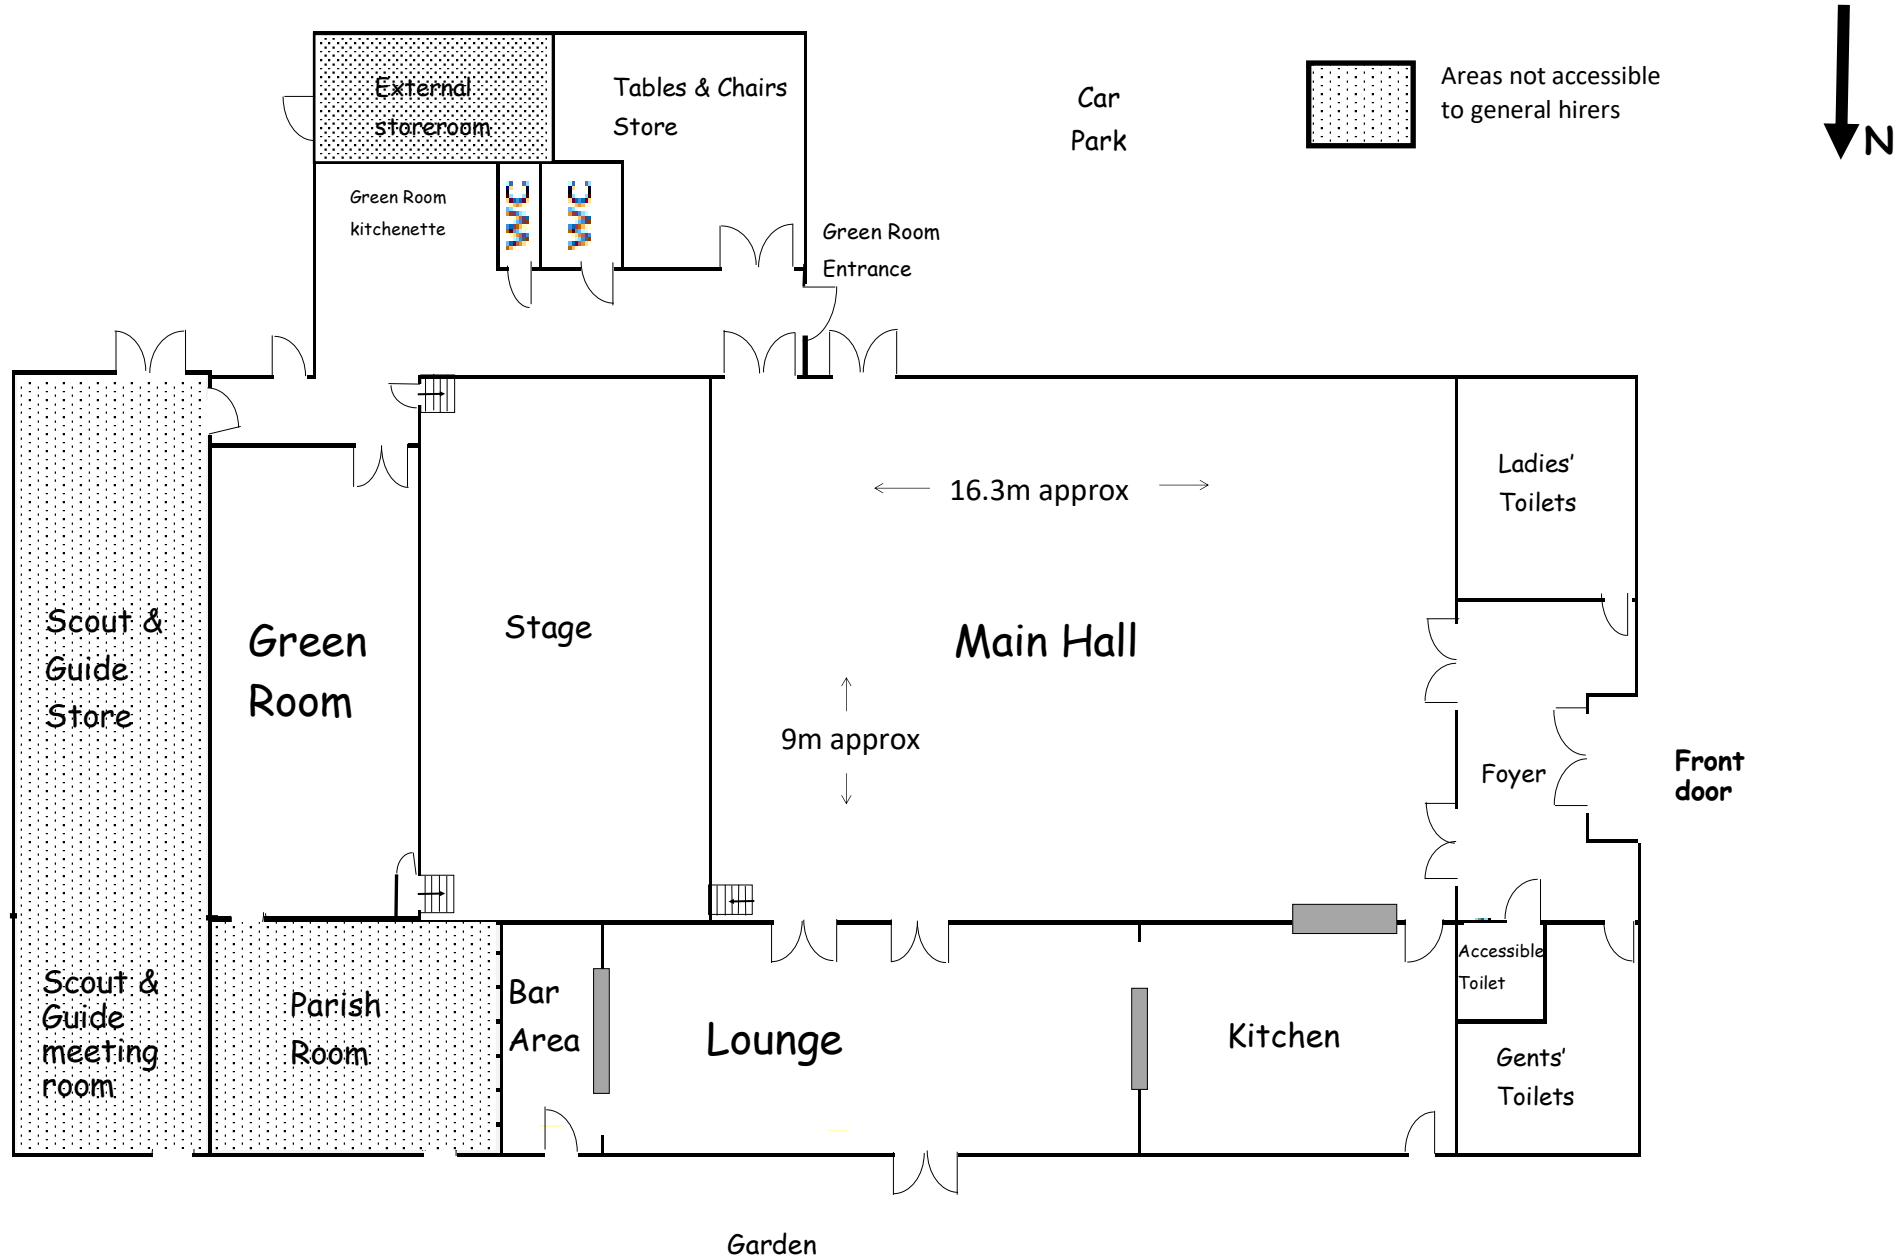 External
storeroom
Tables & Chairs
Store
Car
Park
Areas not accessible
to general hirers
N
Green Room
kitchenette
WC
WC
Green Room
Entrance
Ladies'
Toilets
16.3m approx
Scout &
Guide
Store
Green
Room
Stage
Main Hall
9m approx
Foyer
Front
door
Scout &
Guide
meeting
room
Parish
Room
Bar
Area
Lounge
Kitchen
Accessible
Toilet
Gents'
Toilets
Garden